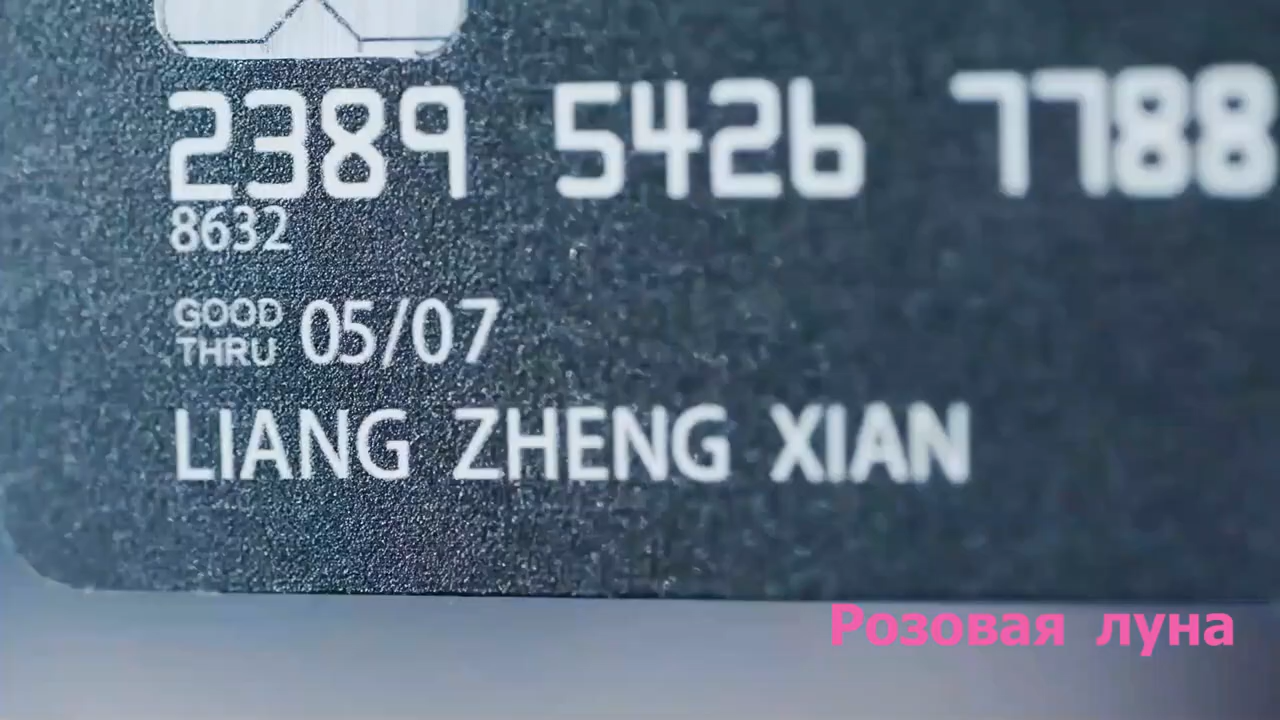 2389 5426 7788
8632
GOOD THRU 05/07
LIANG ZHENG XIAN
Розовая луна